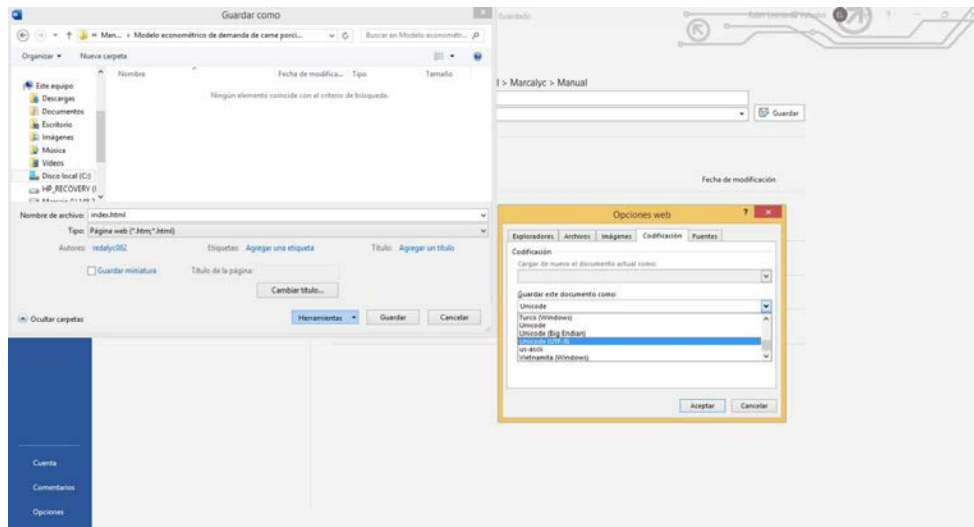 Guardar como
Man... › Modelo econométrico de demanda de carne porci...
Buscar en Modelo econométr...
Organizar
Nueva carpeta
Nombre
Fecha de modifica...
Tipo
Tamaño
Ningún elemento coincide con el criterio de búsqueda.
Este equipo
Descargas
Documentos
Escritorio
Imágenes
Música
Vídeos
Disco local (C:)
HP_RECOVERY (
Nombre de archivo: index.html
Tipo: Página web (*.htm;*.html)
Autores: redalyc082
Etiquetas: Agregar una etiqueta
Título: Agregar un título
Guardar miniatura
Título de la página:
Cambiar título...
Ocultar carpetas
Herramientas
Guardar
Cancelar
Cuenta
Comentarios
Opciones
Guardado
> Marcalyc > Manual
Guardar
Fecha de modificación
Opciones web
Exploradores
Archivos
Imágenes
Codificación
Fuentes
Codificación
Cargar de nuevo el documento actual como:
Guardar este documento como:
Unicode
Turco (Windows)
Unicode
Unicode (Big Endian)
Unicode (UTF-8)
us-ascii
Vietnamita (Windows)
Aceptar
Cancelar